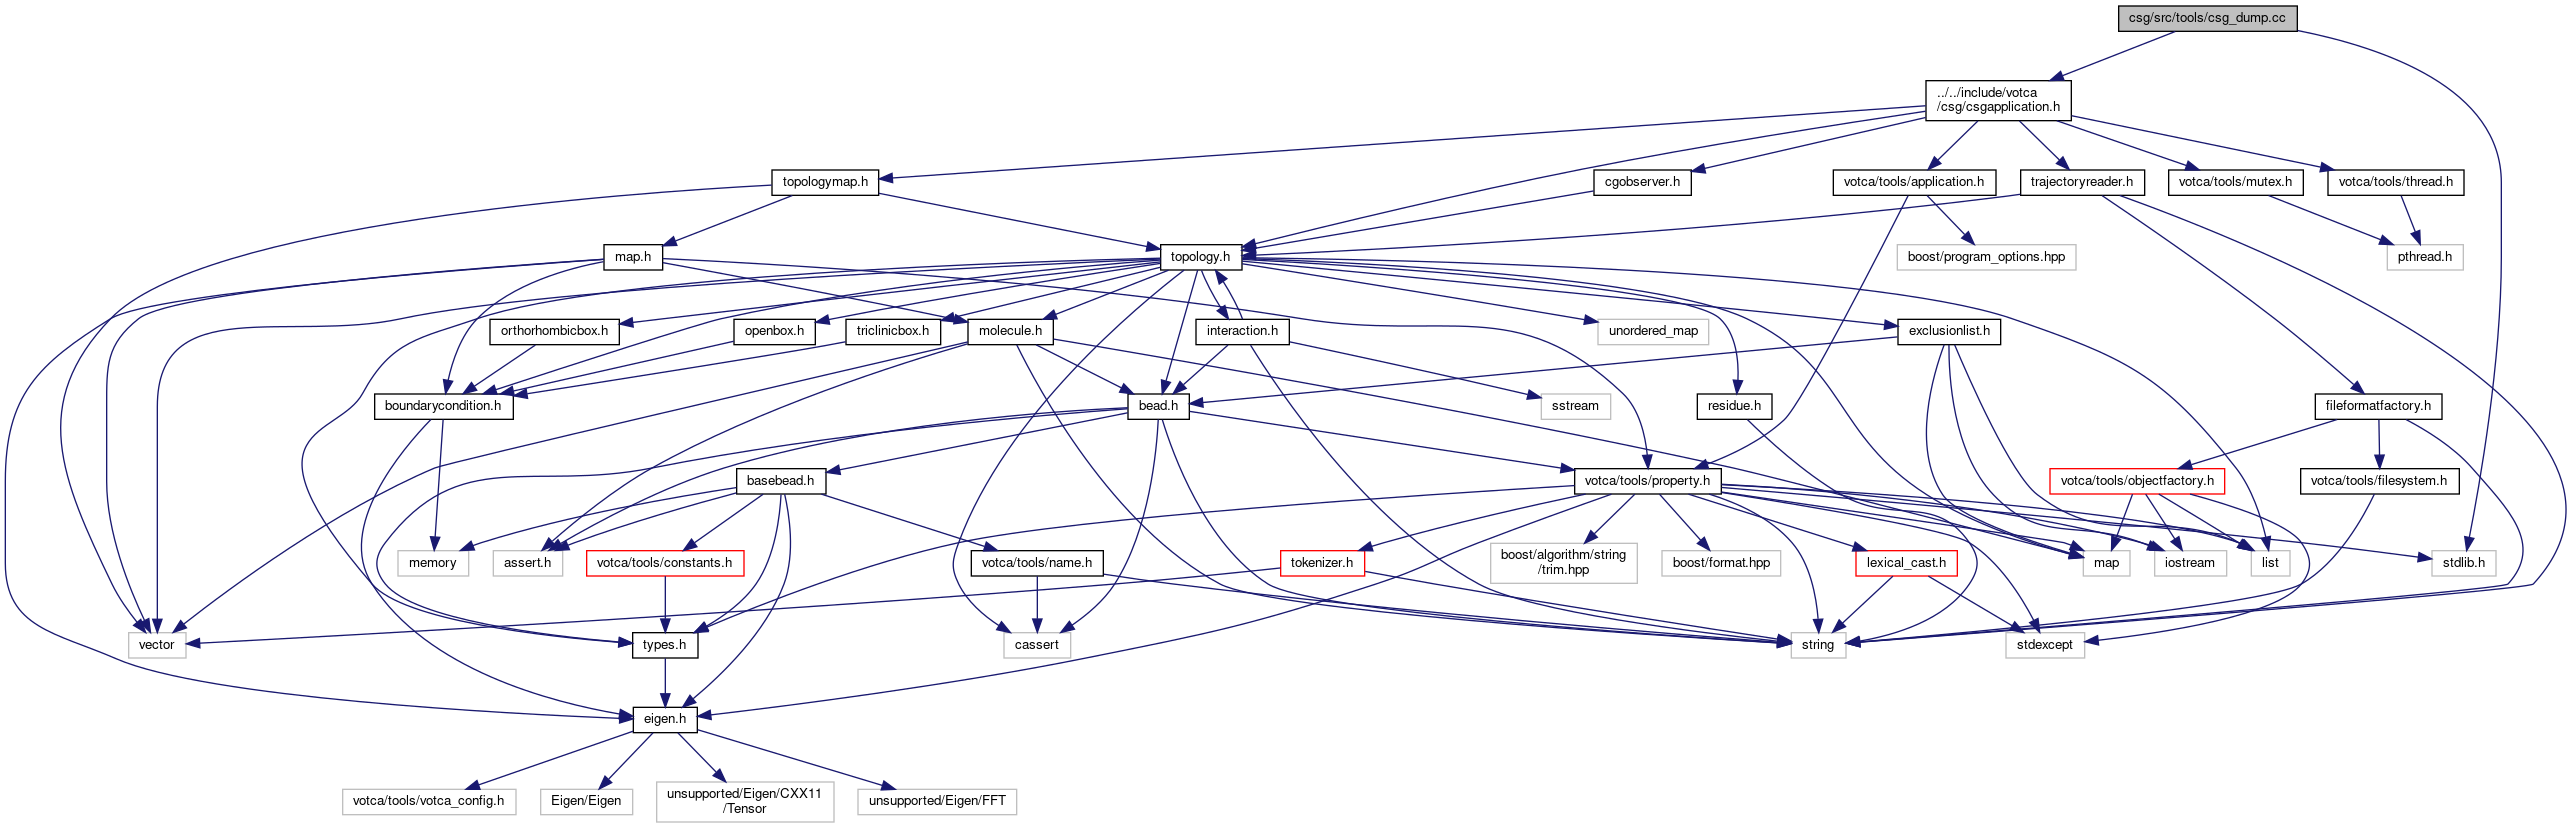 csg/src/tools/csg_dump.cc
../../include/votca
/csg/csgapplication.h
topologymap.h
cgobserver.h
votca/tools/application.h
trajectoryreader.h
votca/tools/mutex.h
votca/tools/thread.h
map.h
topology.h
boost/program_options.hpp
pthread.h
orthorhombicbox.h
openbox.h
triclinicbox.h
molecule.h
interaction.h
unordered_map
exclusionlist.h
boundarycondition.h
bead.h
sstream
residue.h
fileformatfactory.h
basebead.h
votca/tools/property.h
votca/tools/objectfactory.h
votca/tools/filesystem.h
memory
assert.h
votca/tools/constants.h
votca/tools/name.h
tokenizer.h
boost/algorithm/string
/trim.hpp
boost/format.hpp
lexical_cast.h
map
iostream
list
stdlib.h
vector
types.h
cassert
string
stdexcept
eigen.h
votca/tools/votca_config.h
Eigen/Eigen
unsupported/Eigen/CXX11
/Tensor
unsupported/Eigen/FFT